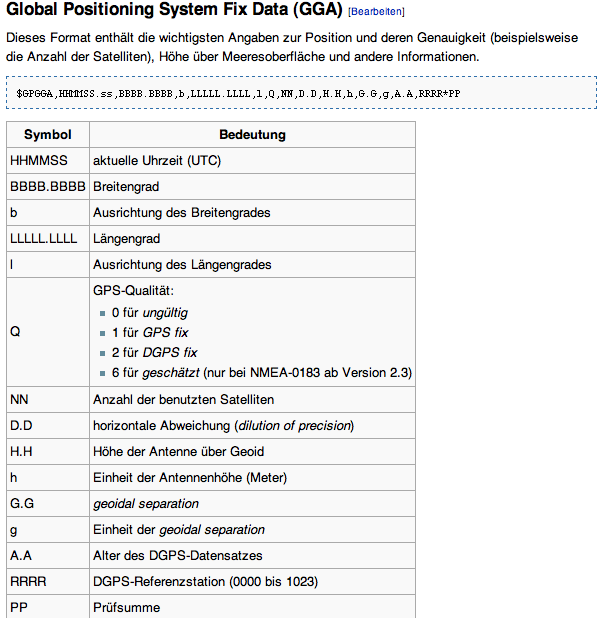 Global Positioning System Fix Data (GGA) [Bearbeiten]
Dieses Format enthält die wichtigsten Angaben zur Position und deren Genauigkeit (beispielsweise
die Anzahl der Satelliten), Höhe über Meeresoberfläche und andere Informationen.
$GPGGA,HHMMSS.ss,BBBB.BBBB,b,LLLLL.LLLL,l,Q,NN,D.D,H.H,h,G.G,g,A.A,RRRR*PP
Symbol Bedeutung
HHMMSS aktuelle Uhrzeit (UTC)
BBBB.BBBB Breitengrad
b Ausrichtung des Breitengrades
LLLLL.LLLL Längengrad
l Ausrichtung des Längengrades
GPS-Qualität:
0 für ungültig
1 für GPS fix
Q
2 für DGPS fix
6 für geschätzt (nur bei NMEA-0183 ab Version 2.3)
NN Anzahl der benutzten Satelliten
D.D horizontale Abweichung (dilution of precision)
H.H Höhe der Antenne über Geoid
h Einheit der Antennenhöhe (Meter)
G.G geoidal separation
g Einheit der geoidal separation
A.A Alter des DGPS-Datensatzes
RRRR DGPS-Referenzstation (0000 bis 1023)
PP Prüfsumme